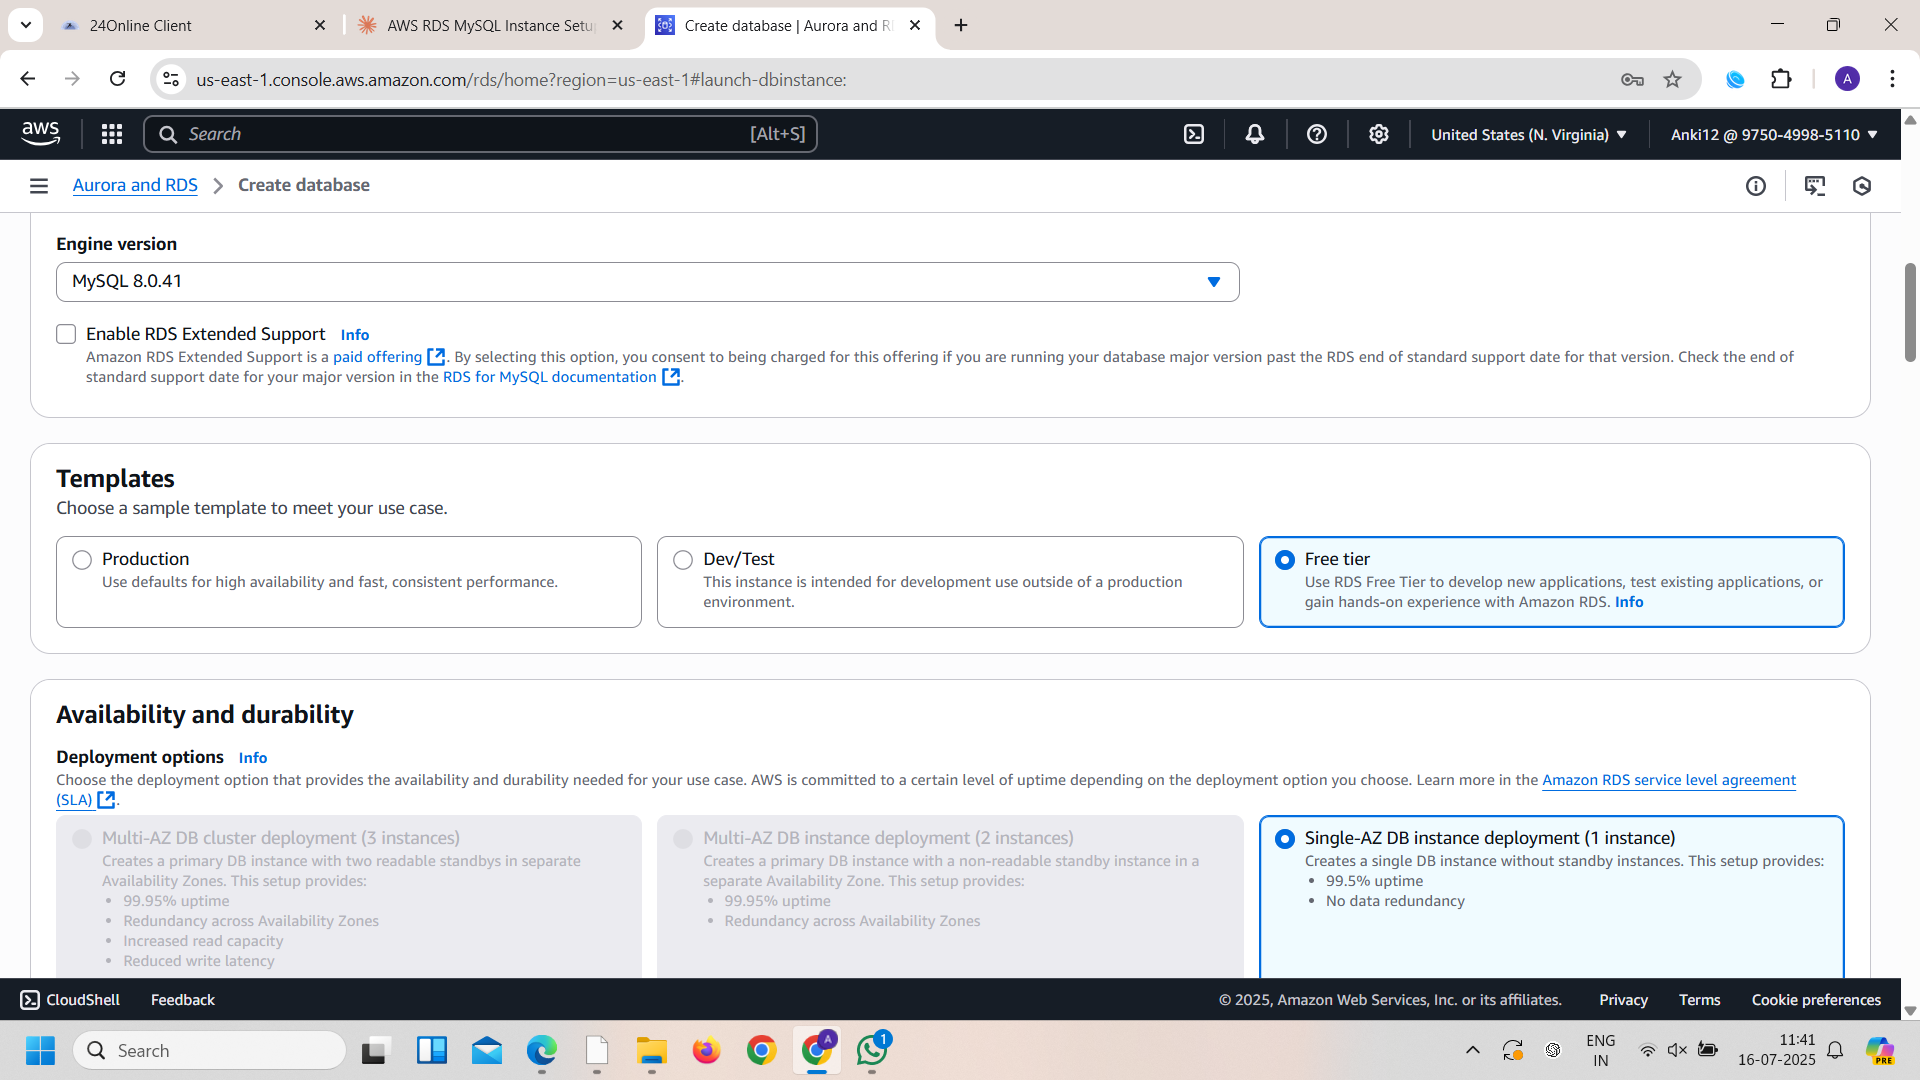 24Online Client
AWS RDS MySQL Instance Setu
Create database | Aurora and R
us-east-1.console.aws.amazon.com/rds/home?region=us-east-1#launch-dbinstance:
A
aws
Search
[Alt+S]
United States (N. Virginia)
Anki12 @ 9750-4998-5110
Aurora and RDS
Create database
Engine version
MySQL 8.0.41
Enable RDS Extended Support Info
Amazon RDS Extended Support is a paid offering . By selecting this option, you consent to being charged for this offering if you are running your database major version past the RDS end of standard support date for that version. Check the end of
standard support date for your major version in the RDS for MySQL documentation .
Templates
Choose a sample template to meet your use case.
Production
Use defaults for high availability and fast, consistent performance.
Dev/Test
This instance is intended for development use outside of a production
environment.
Free tier
Use RDS Free Tier to develop new applications, test existing applications, or
gain hands-on experience with Amazon RDS. Info
Availability and durability
Deployment options Info
Choose the deployment option that provides the availability and durability needed for your use case. AWS is committed to a certain level of uptime depending on the deployment option you choose. Learn more in the Amazon RDS service level agreement
(SLA) .
Multi-AZ DB cluster deployment (3 instances)
Creates a primary DB instance with two readable standbys in separate
Availability Zones. This setup provides:
• 99.95% uptime
• Redundancy across Availability Zones
• Increased read capacity
• Reduced write latency
Multi-AZ DB instance deployment (2 instances)
Creates a primary DB instance with a non-readable standby instance in a
separate Availability Zone. This setup provides:
• 99.95% uptime
• Redundancy across Availability Zones
Single-AZ DB instance deployment (1 instance)
Creates a single DB instance without standby instances. This setup provides:
• 99.5% uptime
• No data redundancy
CloudShell
Feedback
© 2025, Amazon Web Services, Inc. or its affiliates.
Privacy
Terms
Cookie preferences
Search
A
1
ENG
IN
11:41
16-07-2025
PRE